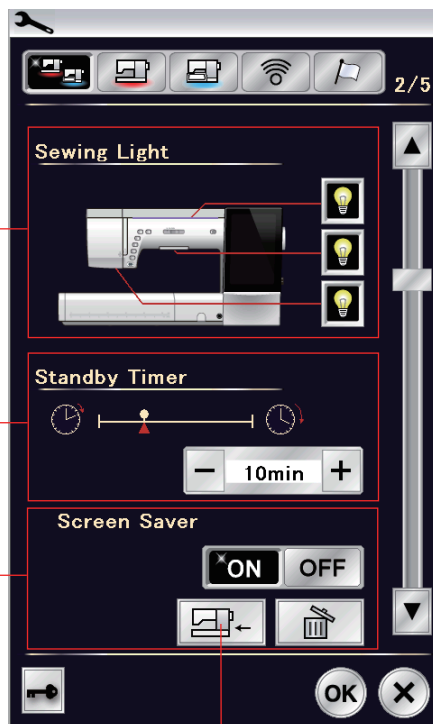 2/5
Sewing Light
Standby Timer
10min
Screen Saver
ON OFF
OK